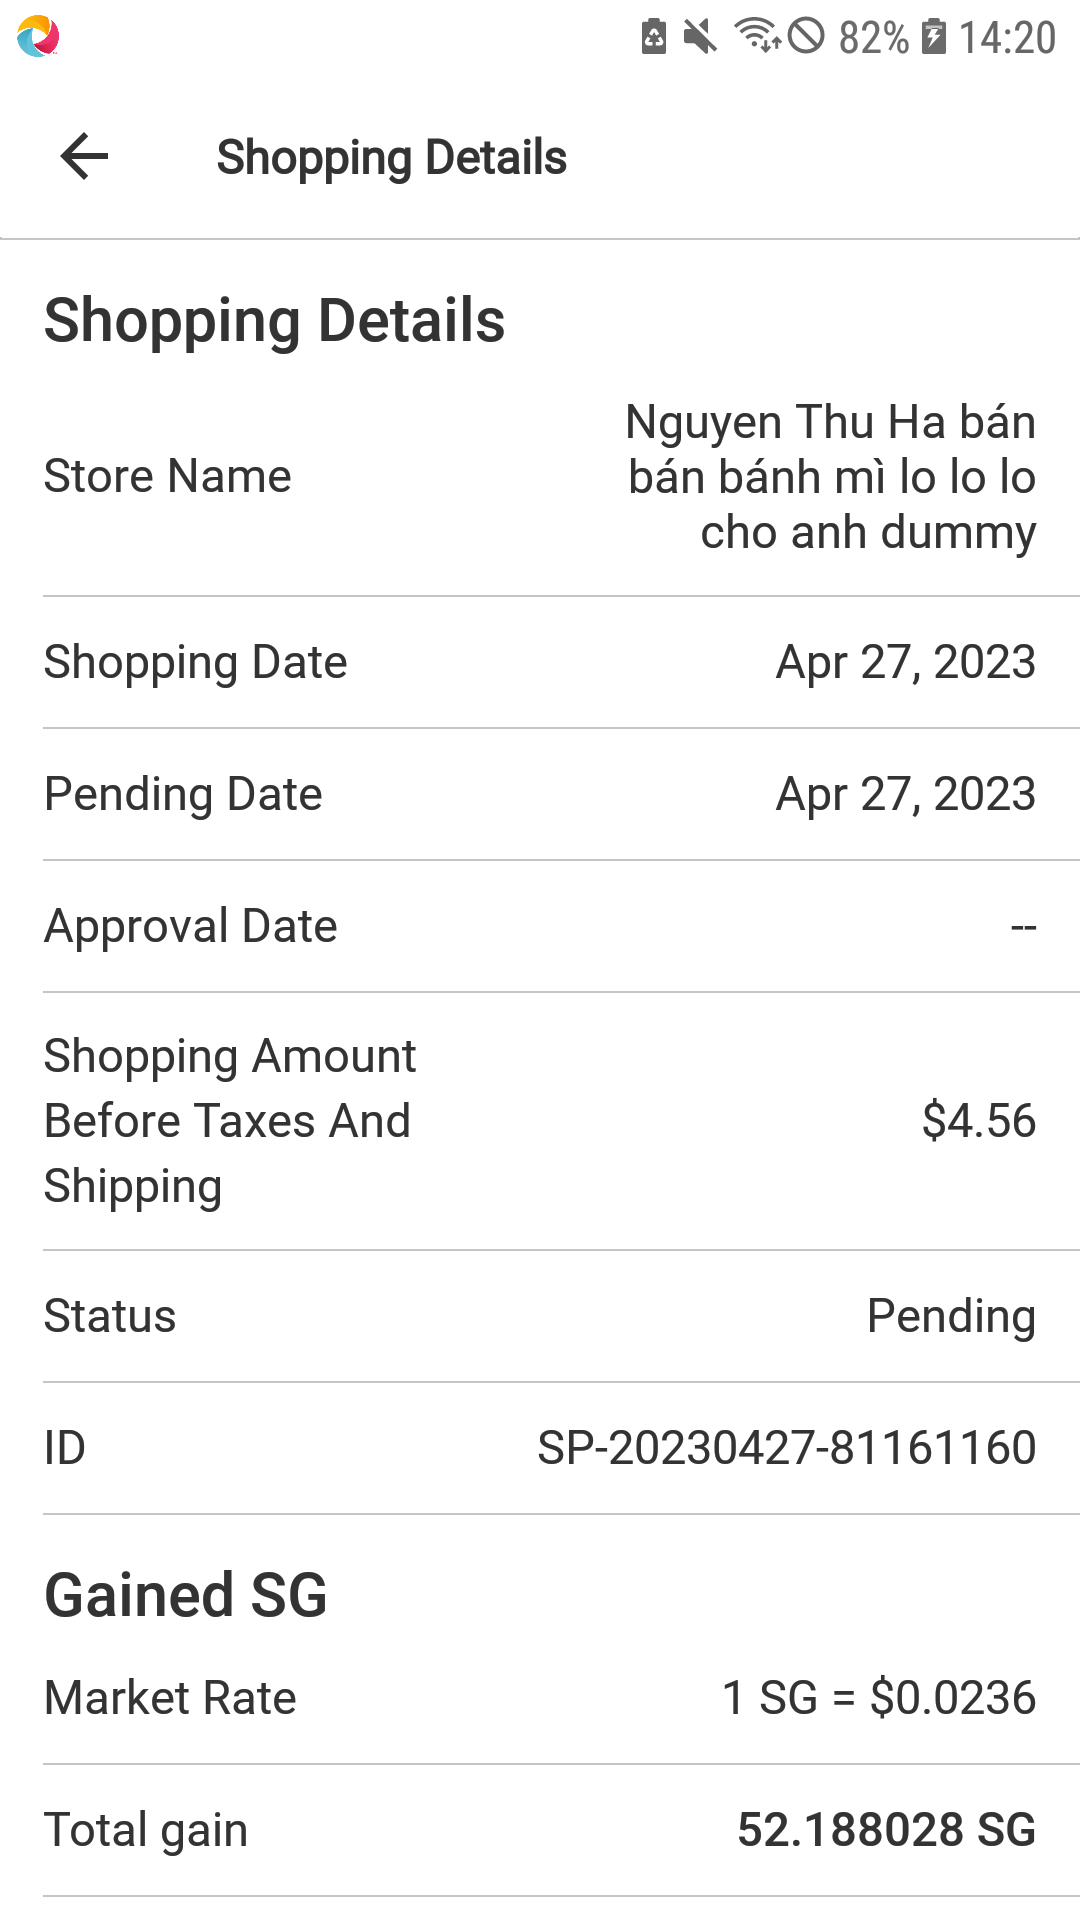 82% 14:20
Shopping Details
Shopping Details
Store Name
Nguyen Thu Ha bán
bán bánh mì lo lo lo
cho anh dummy
Shopping Date
Apr 27, 2023
Pending Date
Apr 27, 2023
Approval Date
--
Shopping Amount
Before Taxes And
Shipping
$4.56
Status
Pending
ID
SP-20230427-81161160
Gained SG
Market Rate
1 SG = $0.0236
Total gain
52.188028 SG